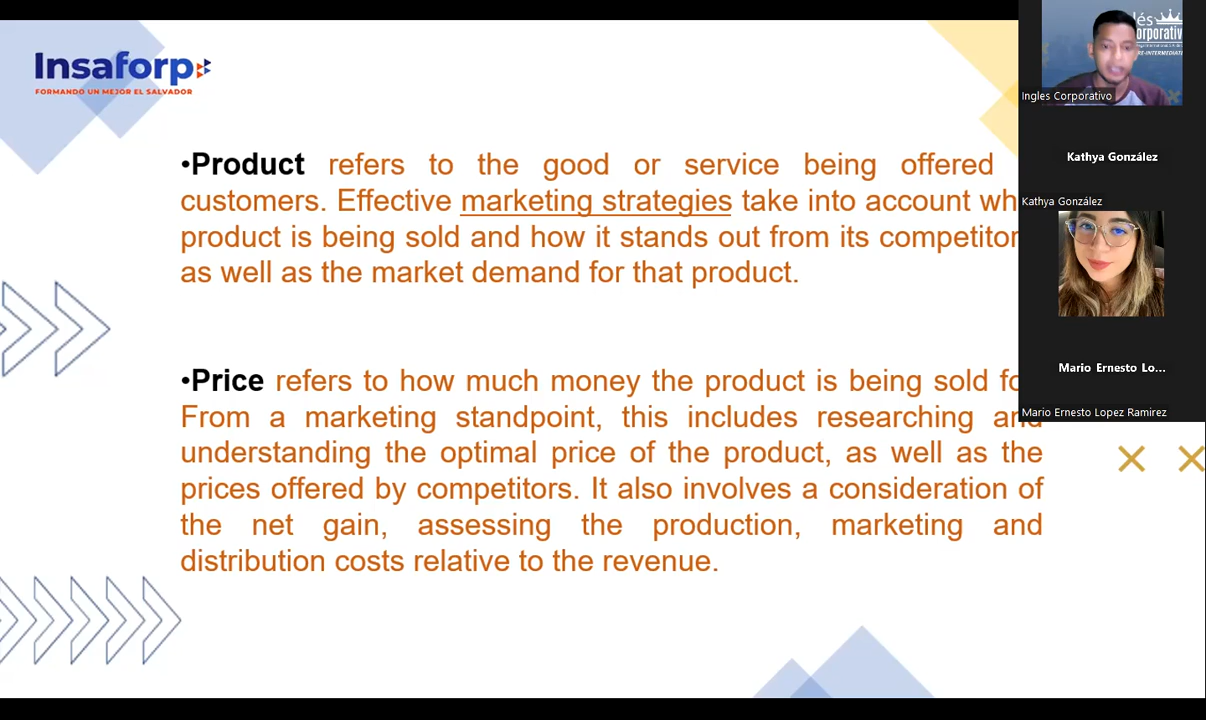 Insaforp
FORMANDO UN MEJOR EL SALVADOR
•Product refers to the good or service being offered
customers. Effective marketing strategies take into account wh
product is being sold and how it stands out from its competitor
as well as the market demand for that product.
•Price refers to how much money the product is being sold fo
From a marketing standpoint, this includes researching and
understanding the optimal price of the product, as well as the
prices offered by competitors. It also involves a consideration of
the net gain, assessing the production, marketing and
distribution costs relative to the revenue.
Ingles Corporativo
Kathya González
Kathya González
Mario Ernesto Lo...
Mario Ernesto Lopez Ramirez